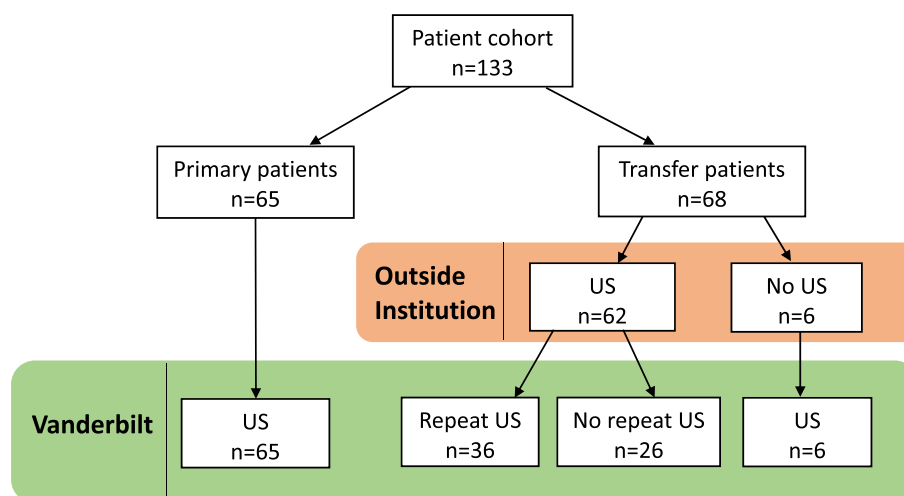 Patient cohort
n=133
Primary patients
n=65
Transfer patients
n=68
Outside
Institution
US
n=62
No US
n=6
Vanderbilt
US
n=65
Repeat US
n=36
No repeat US
n=26
US
n=6